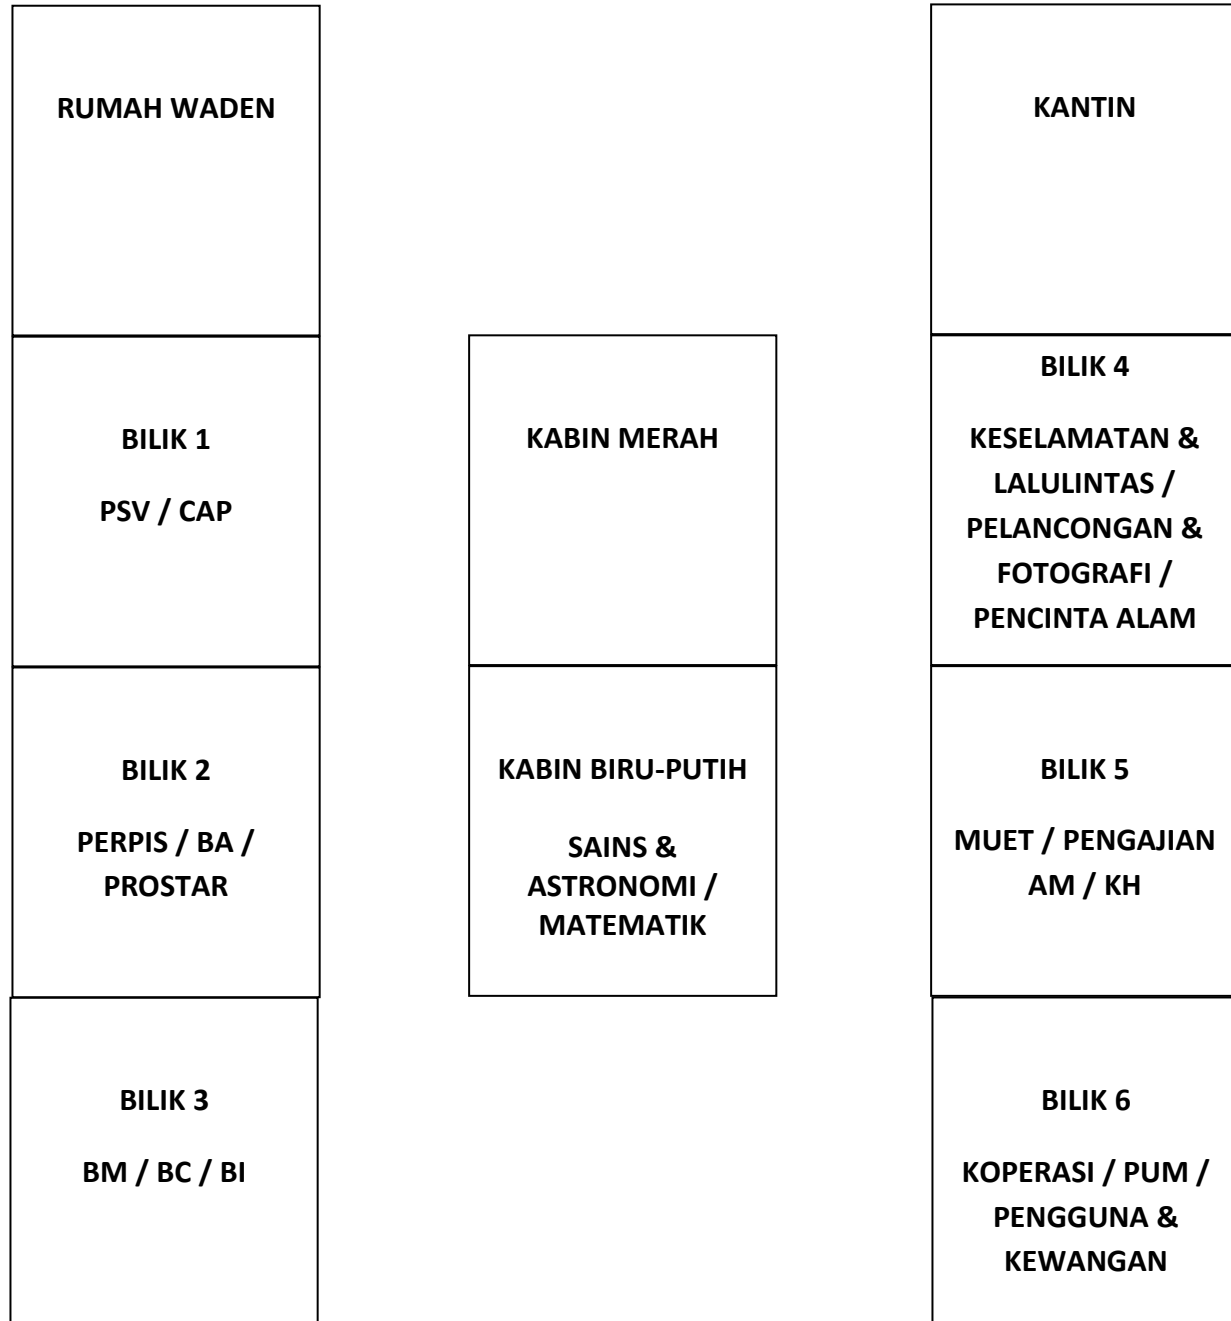 RUMAH WADEN
KANTIN
BILIK 1
PSV / CAP
KABIN MERAH
BILIK 4
KESELAMATAN &
LALULINTAS /
PELANCONGAN &
FOTOGRAFI /
PENCINTA ALAM
BILIK 2
PERPIS / BA /
PROSTAR
KABIN BIRU-PUTIH
SAINS &
ASTRONOMI /
MATEMATIK
BILIK 5
MUET / PENGAJIAN
AM / KH
BILIK 3
BM / BC / BI
BILIK 6
KOPERASI / PUM /
PENGGUNA &
KEWANGAN